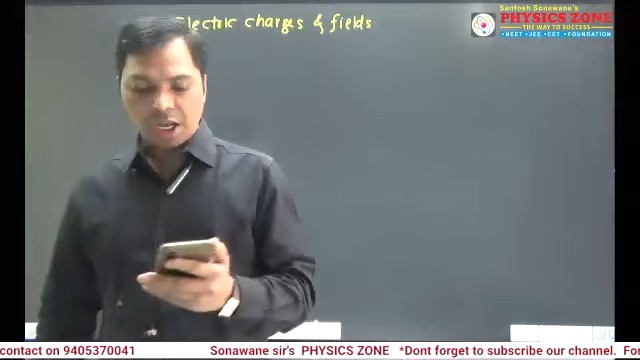 Electric charges & fields
Santosh Sonawane's
PHYSICS ZONE
THE WAY TO SUCCESS
• NEET • JEE • CET • FOUNDATION
contact on 9405370041 Sonawane sir's PHYSICS ZONE *Dont forget to subscribe our channel. Fo